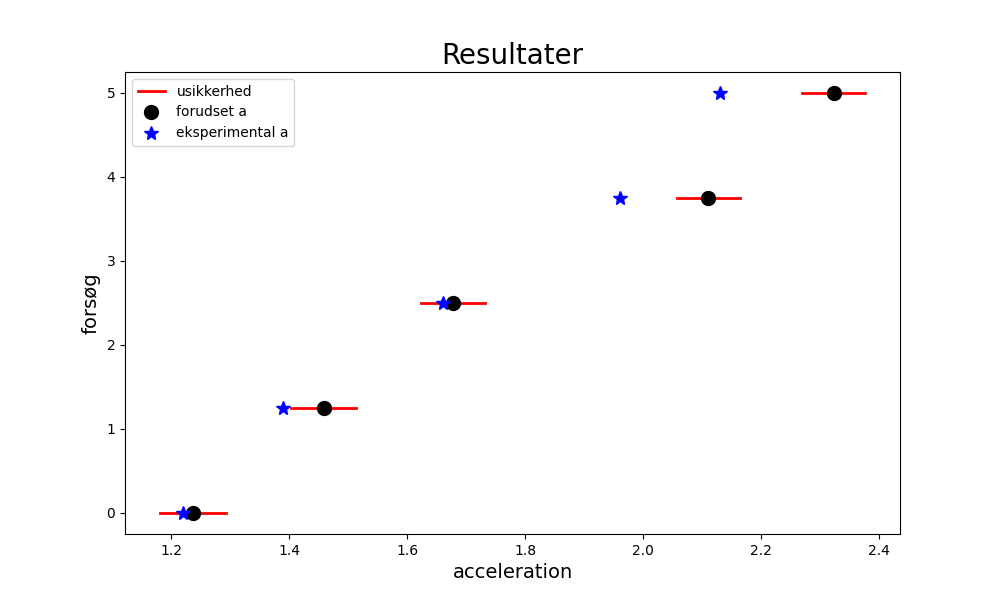 Resultater
usikkerhed
forudset a
eksperimental a
5
4
3
2
1
0
forsøg
1.2 1.4 1.6 1.8 2.0 2.2 2.4
acceleration